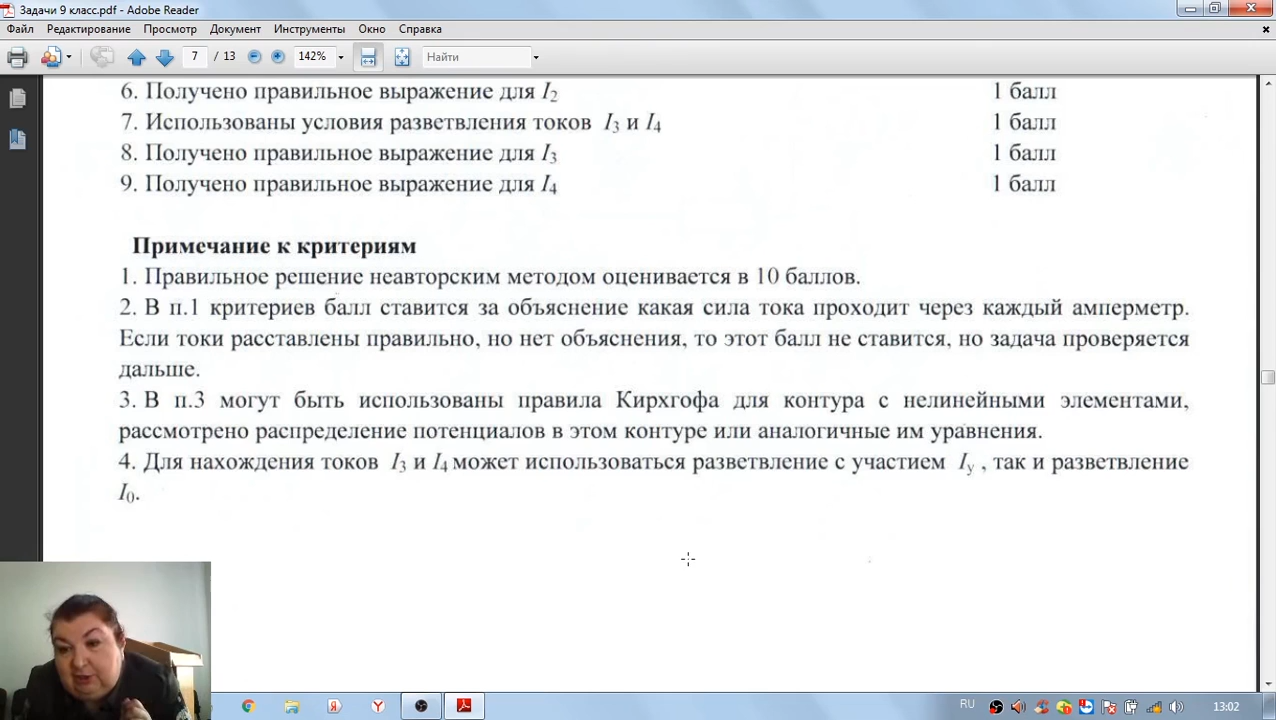 Задачи 9 класс.pdf - Adobe Reader
Файл Редактирование Просмотр Документ Инструменты Окно Справка
7 / 13 142% Найти
6. Получено правильное выражение для I₂ 1 балл
7. Использованы условия разветвления токов I₃ и I₄ 1 балл
8. Получено правильное выражение для I₃ 1 балл
9. Получено правильное выражение для I₄ 1 балл
Примечание к критериям
1. Правильное решение неавторским методом оценивается в 10 баллов.
2. В п.1 критериев балл ставится за объяснение какая сила тока проходит через каждый амперметр.
Если токи расставлены правильно, но нет объяснения, то этот балл не ставится, но задача проверяется
дальше.
3. В п.3 могут быть использованы правила Кирхгофа для контура с нелинейными элементами,
рассмотрено распределение потенциалов в этом контуре или аналогичные им уравнения.
4. Для нахождения токов I₃ и I₄ может использоваться разветвление с участием Iу , так и разветвление
I₀.
RU 13:02